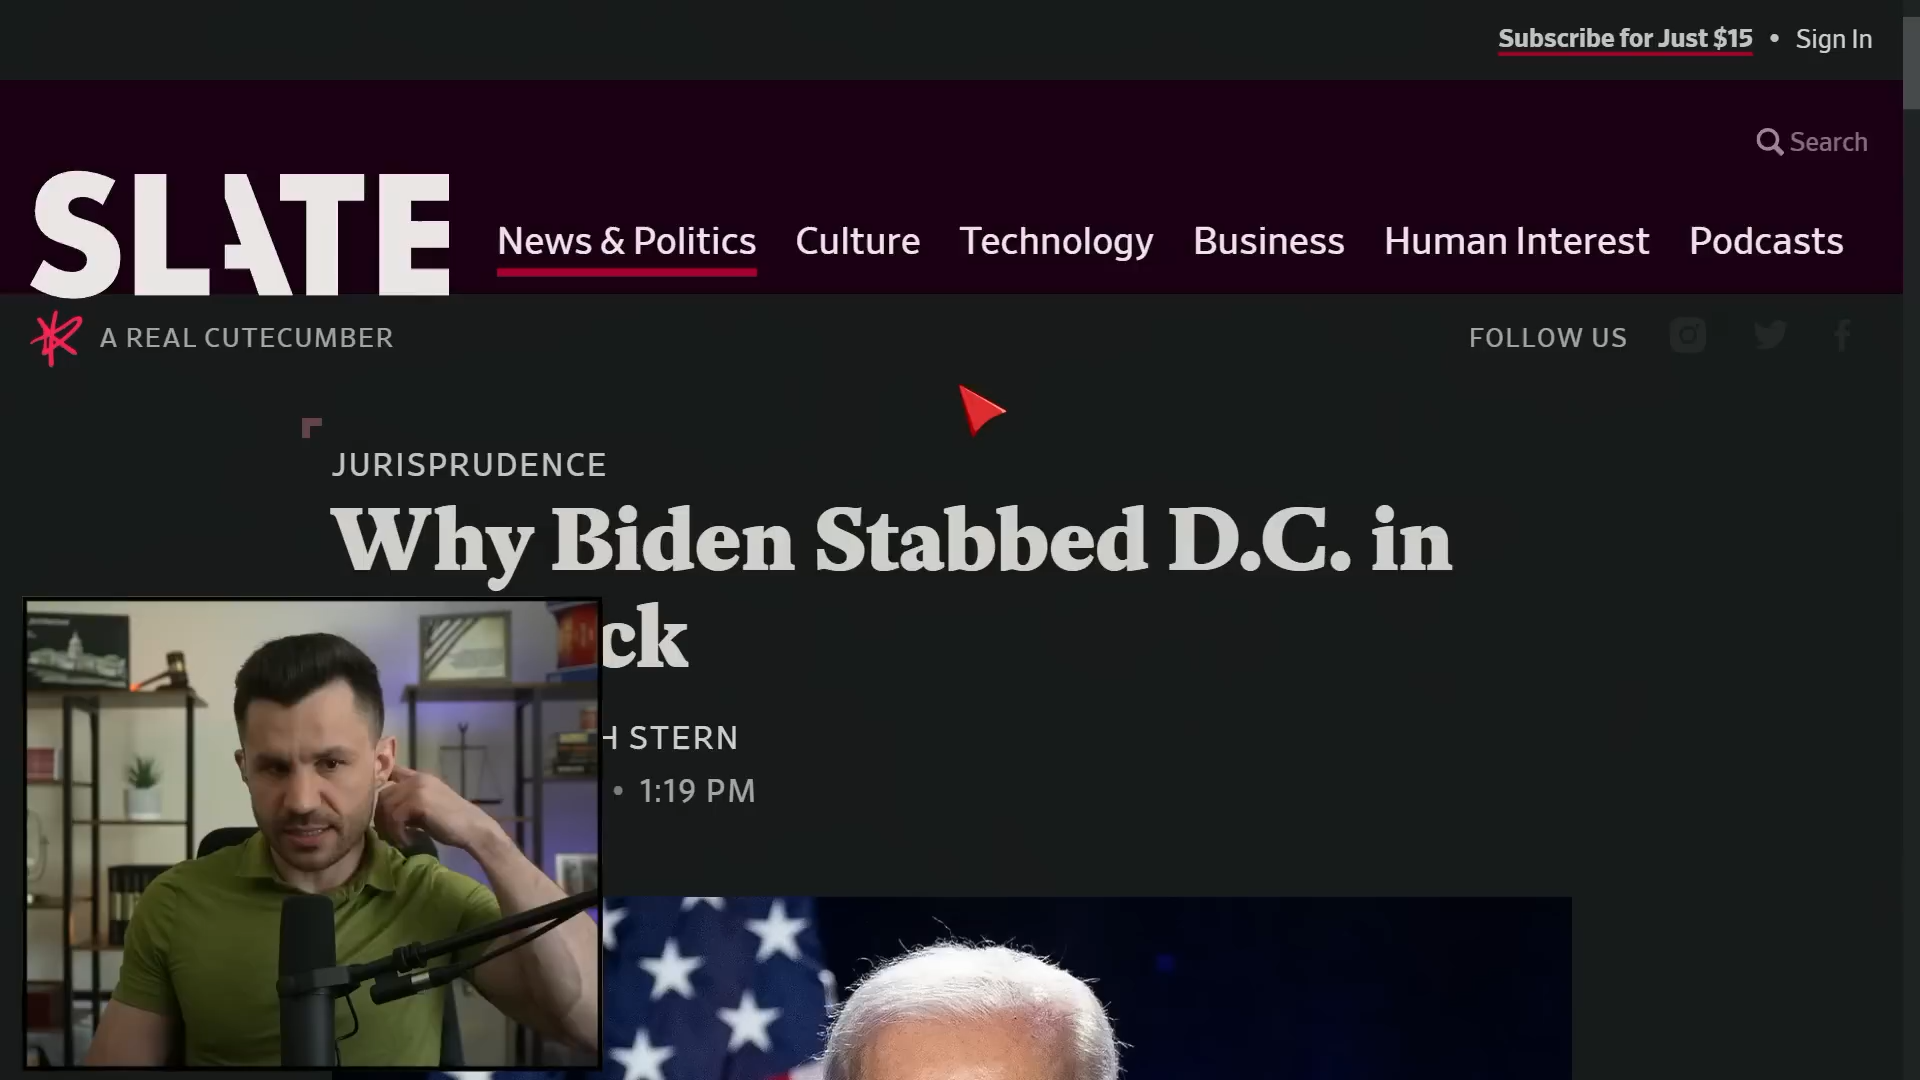 Subscribe for Just $15 • Sign In
Search
SLATE
News & Politics Culture Technology Business Human Interest Podcasts
A REAL CUTECUMBER
FOLLOW US
JURISPRUDENCE
Why Biden Stabbed D.C. in
ck
H STERN
• 1:19 PM